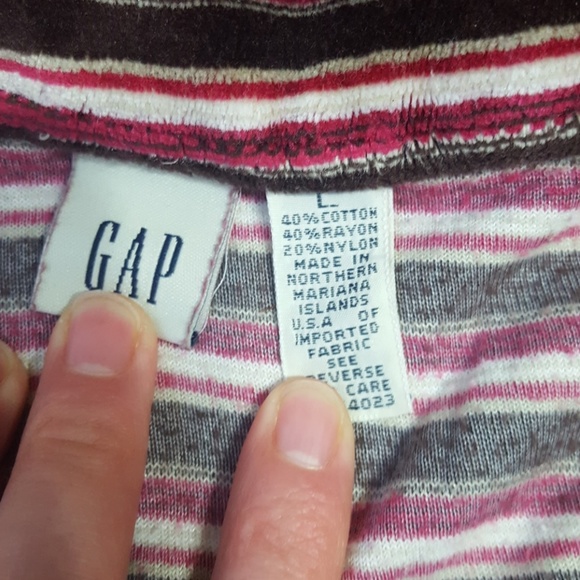 GAP
L
40% COTTON
40% RAYON
20% NYLON
MADE IN
NORTHERN
MARIANA
ISLANDS
U.S.A OF
IMPORTED
FABRIC
SEE
REVERSE
CARE
4023